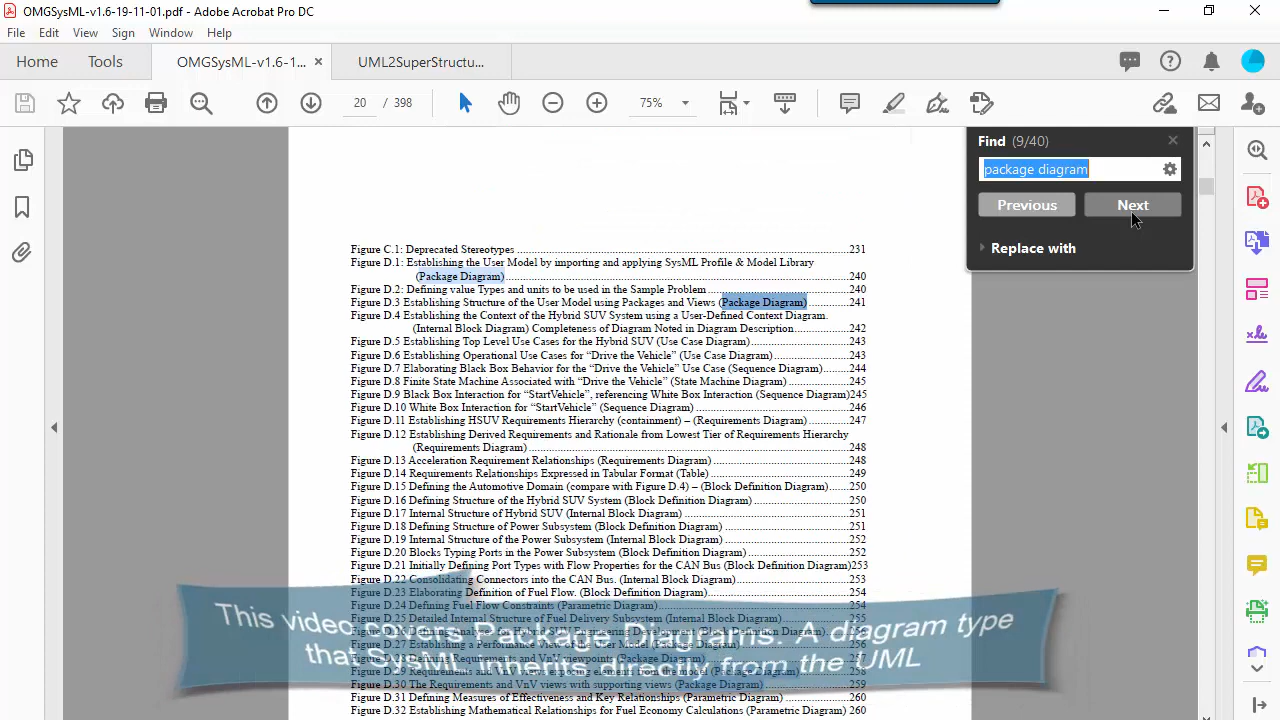 OMGSysML-v1.6-19-11-01.pdf - Adobe Acrobat Pro DC
File Edit View Sign Window Help
Home Tools OMGSysML-v1.6-1... × UML2SuperStructu...
20 / 398 75%
Find (9/40)
package diagram
Previous Next
Replace with
Figure C.1: Deprecated Stereotypes ... 231
Figure D.1: Establishing the User Model by importing and applying SysML Profile & Model Library
(Package Diagram) ... 240
Figure D.2: Defining value Types and units to be used in the Sample Problem ... 240
Figure D.3 Establishing Structure of the User Model using Packages and Views (Package Diagram) ... 241
Figure D.4 Establishing the Context of the Hybrid SUV System using a User-Defined Context Diagram.
(Internal Block Diagram) Completeness of Diagram Noted in Diagram Description ... 242
Figure D.5 Establishing Top Level Use Cases for the Hybrid SUV (Use Case Diagram) ... 243
Figure D.6 Establishing Operational Use Cases for “Drive the Vehicle” (Use Case Diagram) ... 243
Figure D.7 Elaborating Black Box Behavior for the “Drive the Vehicle” Use Case (Sequence Diagram) ... 244
Figure D.8 Finite State Machine Associated with “Drive the Vehicle” (State Machine Diagram) ... 245
Figure D.9 Black Box Interaction for “StartVehicle”, referencing White Box Interaction (Sequence Diagram)245
Figure D.10 White Box Interaction for “StartVehicle” (Sequence Diagram) ... 246
Figure D.11 Establishing HSUV Requirements Hierarchy (containment) – (Requirements Diagram) ... 247
Figure D.12 Establishing Derived Requirements and Rationale from Lowest Tier of Requirements Hierarchy
(Requirements Diagram) ... 248
Figure D.13 Acceleration Requirement Relationships (Requirements Diagram) ... 248
Figure D.14 Requirements Relationships Expressed in Tabular Format (Table) ... 249
Figure D.15 Defining the Automotive Domain (compare with Figure D.4) – (Block Definition Diagram) ... 250
Figure D.16 Defining Structure of the Hybrid SUV System (Block Definition Diagram) ... 250
Figure D.17 Internal Structure of Hybrid SUV (Internal Block Diagram) ... 251
Figure D.18 Defining Structure of Power Subsystem (Block Definition Diagram) ... 251
Figure D.19 Internal Structure of the Power Subsystem (Internal Block Diagram) ... 252
Figure D.20 Blocks Typing Ports in the Power Subsystem (Block Definition Diagram) ... 252
Figure D.21 Initially Defining Port Types with Flow Properties for the CAN Bus (Block Definition Diagram)253
Figure D.22 Consolidating Connectors into the CAN Bus. (Internal Block Diagram) ... 253
Figure D.23 Elaborating Definition of Fuel Flow. (Block Definition Diagram) ... 254
Figure D.24 Defining Fuel Flow Constraints (Parametric Diagram) ... 254
Figure D.25 Detailed Internal Structure of Fuel Delivery Subsystem (Internal Block Diagram) ... 255
This video covers Package Diagrams. A diagram type
that SysML inherits directly from the UML
Figure D.30 The Requirements and VnV views with supporting views (Package Diagram) ... 259
Figure D.31 Defining Measures of Effectiveness and Key Relationships (Parametric Diagram) ... 260
Figure D.32 Establishing Mathematical Relationships for Fuel Economy Calculations (Parametric Diagram) 260